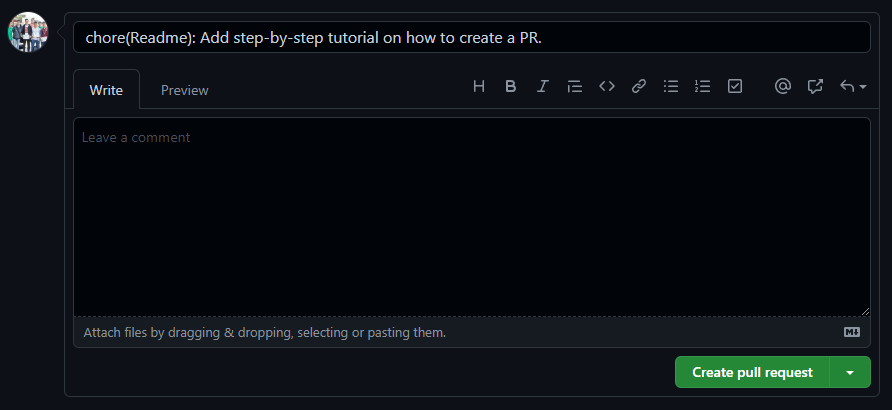 chore(Readme): Add step-by-step tutorial on how to create a PR.
Write Preview
Leave a comment
Attach files by dragging & dropping, selecting or pasting them.
Create pull request